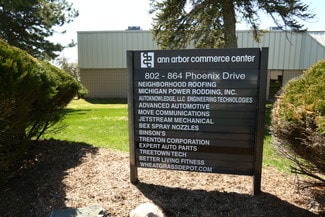 ann arbor commerce center
802 - 864 Phoenix Drive
NEIGHBORHOOD ROOFING
MICHIGAN POWER RODDING, INC.
AUTOKNOWLEDGE, LLC ENGINEERING TECHNOLOGIES
ADVANCED AUTOMOTIVE
MOVE COMMUNICATIONS
JETSTREAM MECHANICAL
BEX SPRAY NOZZLES
BINSON'S
TRENTON CORPORATION
EXPERT AUTO PARTS
TREETOWN TECH
BETTER LIVING FITNESS
WHEATGRASSDEPOT.COM